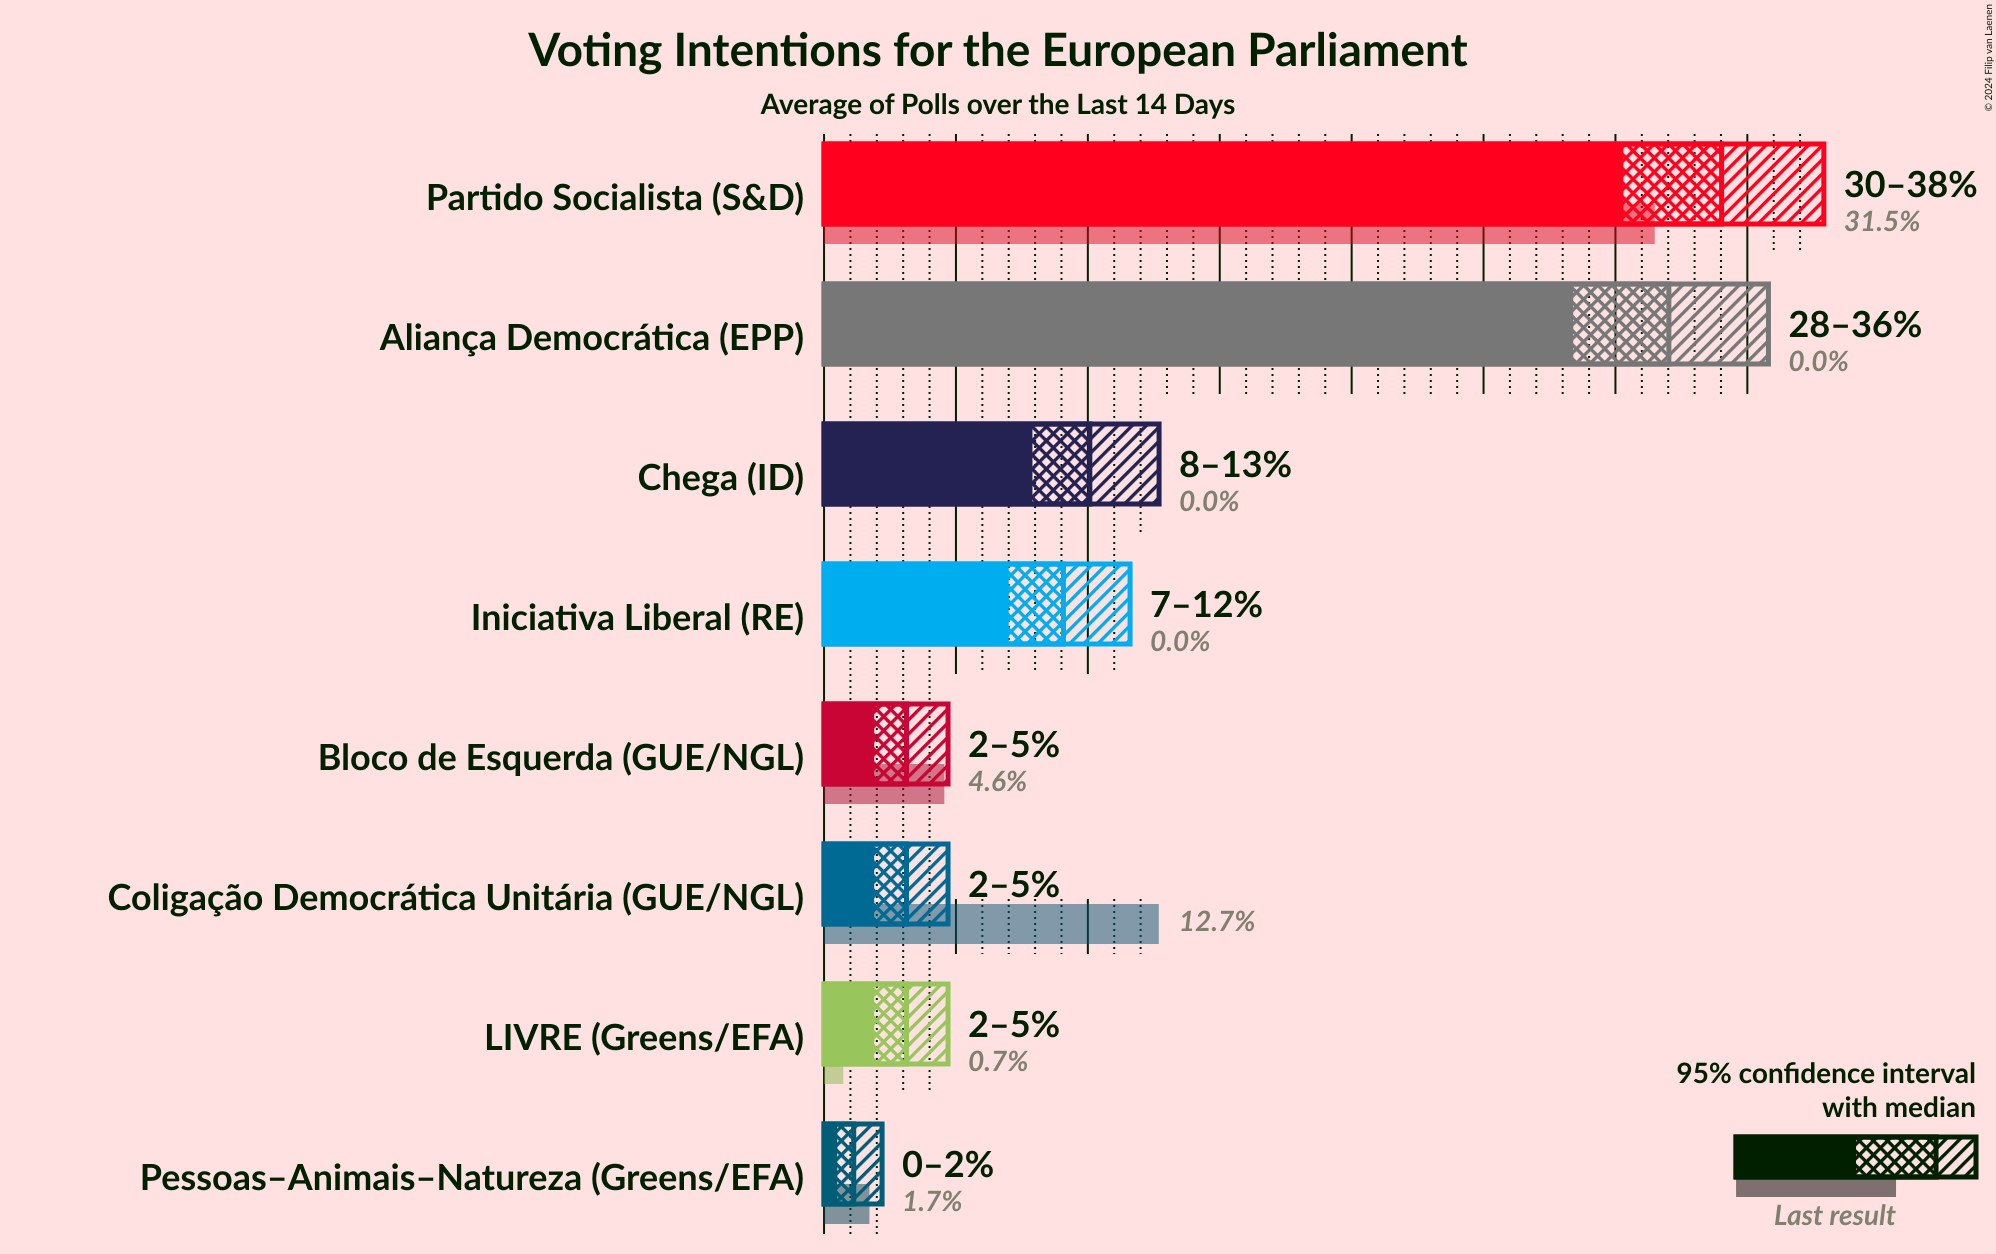 Voting Intentions for the European Parliament
Average of Polls over the Last 14 Days
© 2024 Filip van Laenen
Partido Socialista (S&D)
30–38%
31.5%
Aliança Democrática (EPP)
28–36%
0.0%
Chega (ID)
8–13%
0.0%
Iniciativa Liberal (RE)
7–12%
0.0%
Bloco de Esquerda (GUE/NGL)
2–5%
4.6%
Coligação Democrática Unitária (GUE/NGL)
2–5%
12.7%
LIVRE (Greens/EFA)
2–5%
0.7%
Pessoas–Animais–Natureza (Greens/EFA)
0–2%
1.7%
95% confidence interval
with median
Last result